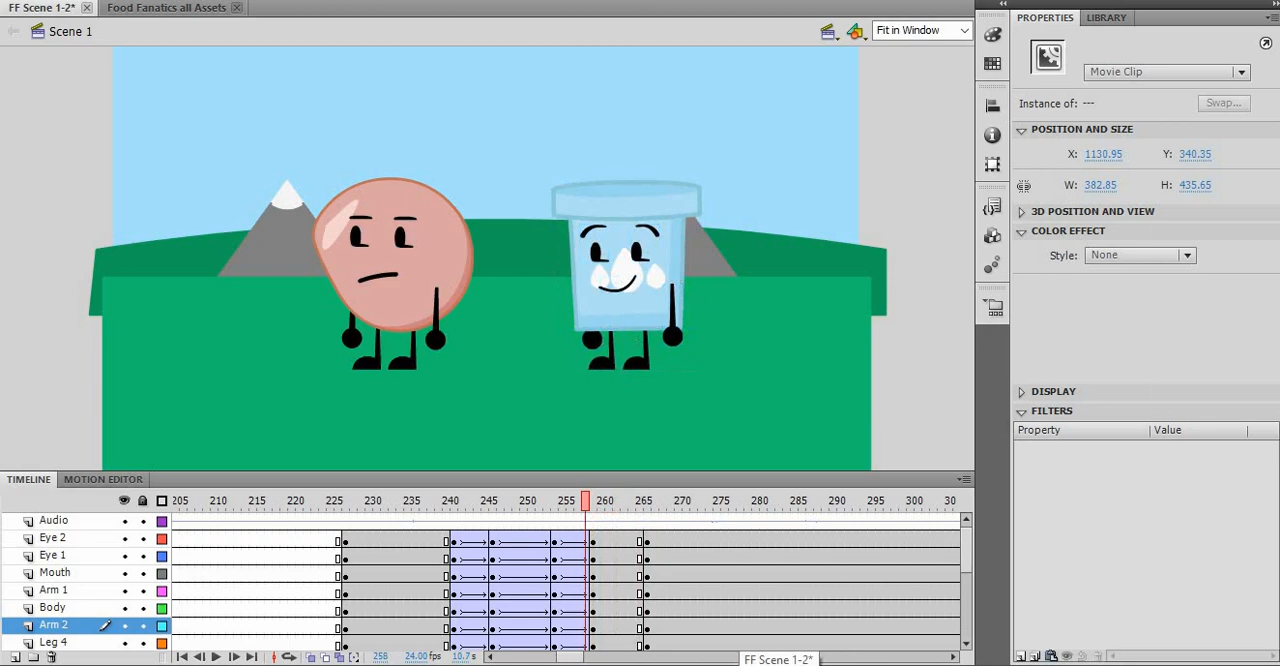 FF Scene 1-2*
Food Fanatics all Assets
Scene 1
Fit in Window
PROPERTIES
LIBRARY
Movie Clip
Instance of: ---
Swap...
POSITION AND SIZE
X: 1130.95 Y: 340.35
W: 382.85 H: 435.65
3D POSITION AND VIEW
COLOR EFFECT
Style: None
DISPLAY
FILTERS
Property Value
TIMELINE
MOTION EDITOR
205 210 215 220 225 230 235 240 245 250 255 260 265 270 275 280 285 290 295 300 30
Audio
Eye 2
Eye 1
Mouth
Arm 1
Body
Arm 2
Leg 4
258 24.00 fps 10.7s
FF Scene 1-2*